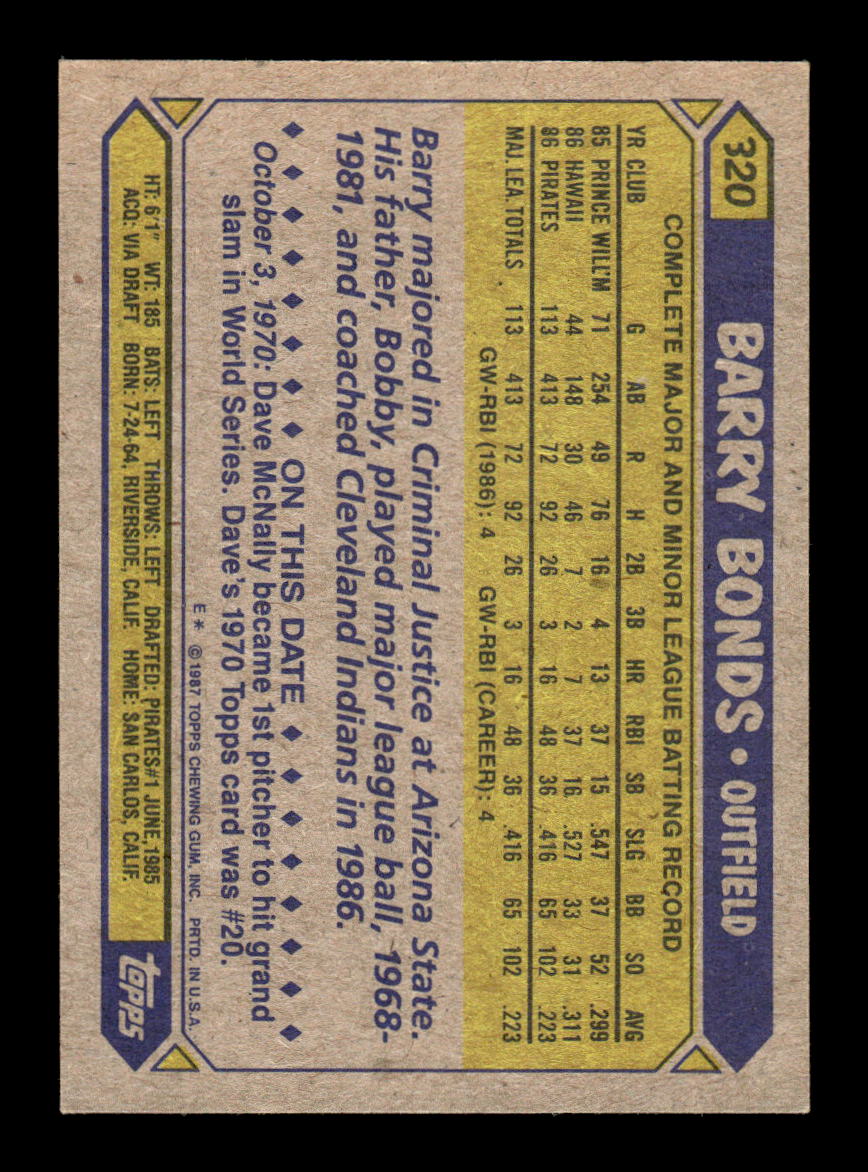 320
BARRY BONDS • OUTFIELD
COMPLETE MAJOR AND MINOR LEAGUE BATTING RECORD
YR CLUB G AB R H 2B 3B HR RBI SB SLG BB SO AVG
85 PRINCE WILL'M 71 254 49 76 16 4 13 37 15 .547 37 52 .299
86 HAWAII 44 148 30 46 7 2 7 37 16 .527 33 31 .311
86 PIRATES 113 413 72 92 26 3 16 48 36 .416 65 102 .223
MAJ. LEA. TOTALS 113 413 72 92 26 3 16 48 36 .416 65 102 .223
GW-RBI (1986): 4 GW-RBI (CAREER): 4
Barry majored in Criminal Justice at Arizona State.
His father, Bobby, played major league ball, 1968-
1981, and coached Cleveland Indians in 1986.
◆ ◆ ◆ ◆ ◆ ◆ ◆ ON THIS DATE ◆ ◆ ◆ ◆ ◆ ◆ ◆
October 3, 1970: Dave McNally became 1st pitcher to hit grand
slam in World Series. Dave's 1970 Topps card was #20.
E* © 1987 TOPPS CHEWING GUM, INC. PRTD. IN U.S.A.
HT: 6'1" WT: 185 BATS: LEFT THROWS: LEFT DRAFTED: PIRATES#1 JUNE, 1985
ACQ: VIA DRAFT BORN: 7-24-64, RIVERSIDE, CALIF. HOME: SAN CARLOS, CALIF.
topps